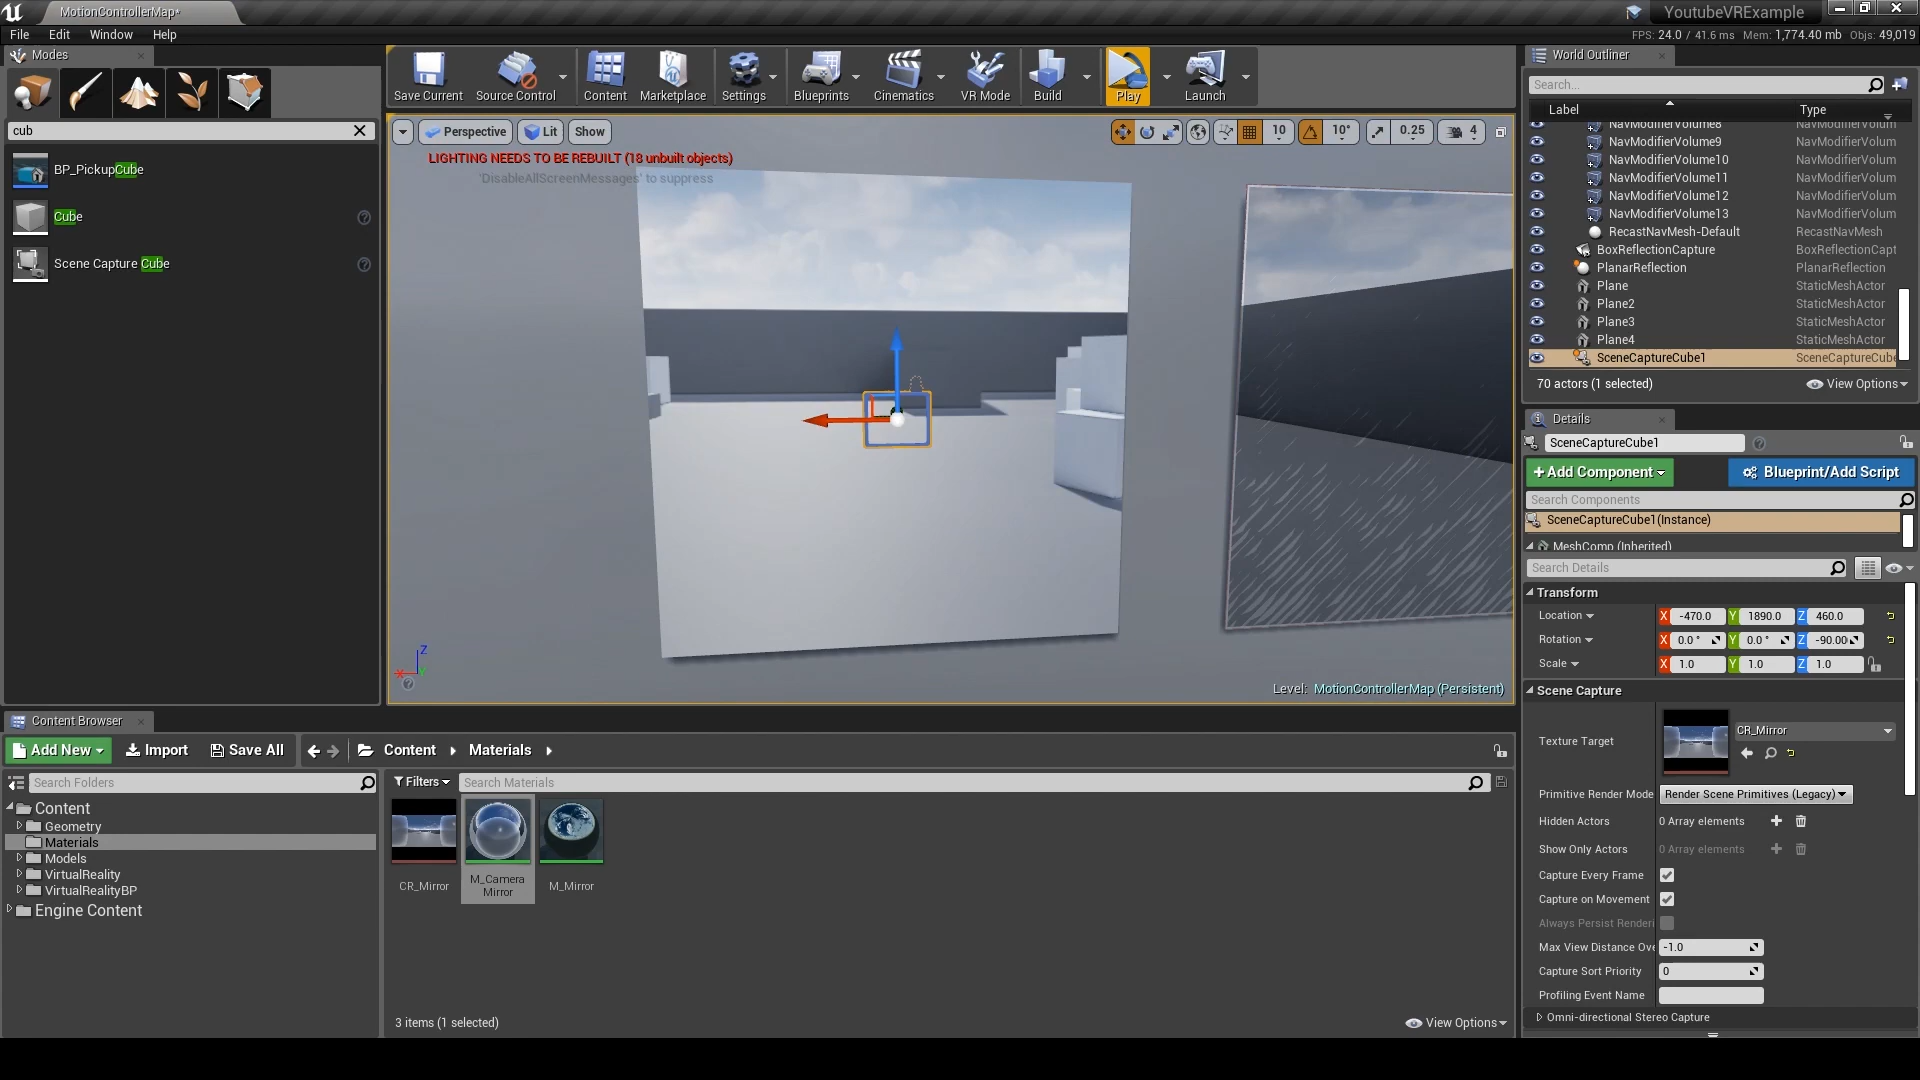 MotionControllerMap*
YoutubeVRExample
File Edit Window Help
FPS: 24.0 / 41.6 ms Mem: 1,774.40 mb Objs: 49,019
Modes
cub
BP_PickupCube
Cube
Scene Capture Cube
Save Current Source Control Content Marketplace Settings Blueprints Cinematics VR Mode Build Play Launch
Perspective Lit Show
10 10° 0.25 4
LIGHTING NEEDS TO BE REBUILT (18 unbuilt objects)
'DisableAllScreenMessages' to suppress
Z
X
Level: MotionControllerMap (Persistent)
World Outliner
Search...
Label Type
NavModifierVolume8 NavModifierVolum
NavModifierVolume9 NavModifierVolum
NavModifierVolume10 NavModifierVolum
NavModifierVolume11 NavModifierVolum
NavModifierVolume12 NavModifierVolum
NavModifierVolume13 NavModifierVolum
RecastNavMesh-Default RecastNavMesh
BoxReflectionCapture BoxReflectionCapt
PlanarReflection PlanarReflection
Plane StaticMeshActor
Plane2 StaticMeshActor
Plane3 StaticMeshActor
Plane4 StaticMeshActor
SceneCaptureCube1 SceneCaptureCube
70 actors (1 selected) View Options
Details
SceneCaptureCube1
+Add Component Blueprint/Add Script
Search Components
SceneCaptureCube1(Instance)
MeshComp (Inherited)
Search Details
Transform
Location X -470.0 Y 1890.0 Z 460.0
Rotation X 0.0 ° Y 0.0 ° Z -90.00
Scale X 1.0 Y 1.0 Z 1.0
Scene Capture
Texture Target CR_Mirror
Primitive Render Mode Render Scene Primitives (Legacy)
Hidden Actors 0 Array elements
Show Only Actors 0 Array elements
Capture Every Frame
Capture on Movement
Always Persist Renderi
Max View Distance Ove -1.0
Capture Sort Priority 0
Profiling Event Name
Omni-directional Stereo Capture
Content Browser
Add New Import Save All Content Materials
Search Folders
Content
Geometry
Materials
Models
VirtualReality
VirtualRealityBP
Engine Content
Filters Search Materials
CR_Mirror
M_Camera
Mirror
M_Mirror
3 items (1 selected) View Options